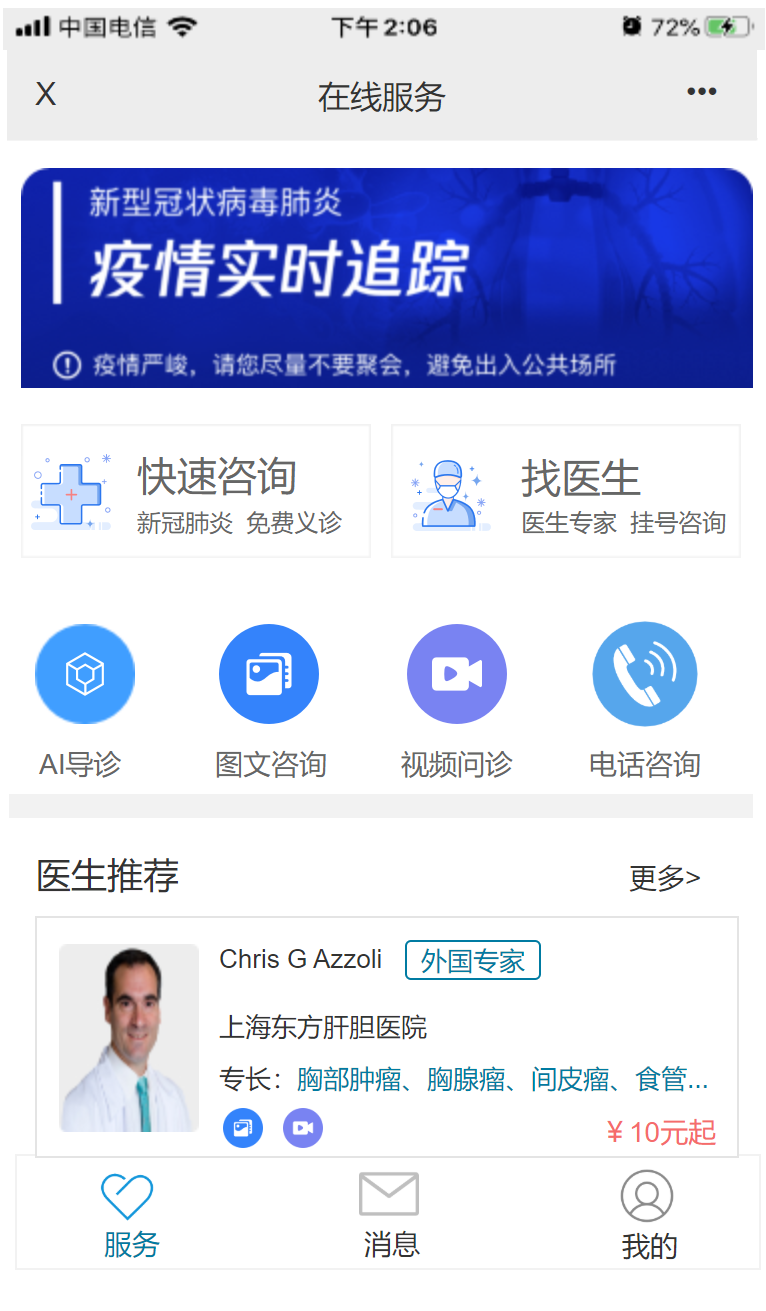 中国电信 下午2:06 72%
X 在线服务 •••
新型冠状病毒肺炎
疫情实时追踪
疫情严峻，请您尽量不要聚会，避免出入公共场所
快速咨询
新冠肺炎 免费义诊
找医生
医生专家 挂号咨询
AI导诊 图文咨询 视频问诊 电话咨询
医生推荐 更多>
Chris G Azzoli 外国专家
上海东方肝胆医院
专长：胸部肿瘤、胸腺瘤、间皮瘤、食管...
￥10元起
服务 消息 我的